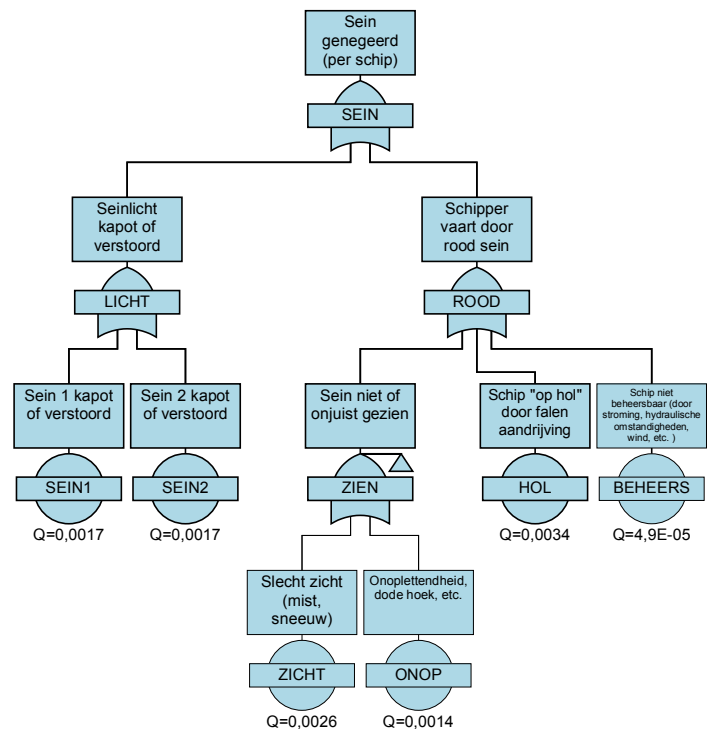 Sein
genegeerd
(per schip)
SEIN
Seinlicht
kapot of
verstoord
LICHT
Schipper
vaart door
rood sein
ROOD
Sein 1 kapot
of verstoord
SEIN1
Q=0,0017
Sein 2 kapot
of verstoord
SEIN2
Q=0,0017
Sein niet of
onjuist gezien
ZIEN
Schip "op hol"
door falen
aandrijving
HOL
Q=0,0034
Schip niet
beheersbaar (door
stroming, hydraulische
omstandigheden,
wind, etc. )
BEHEERS
Q=4,9E-05
Slecht zicht
(mist,
sneeuw)
ZICHT
Q=0,0026
Onoplettendheid,
dode hoek, etc.
ONOP
Q=0,0014